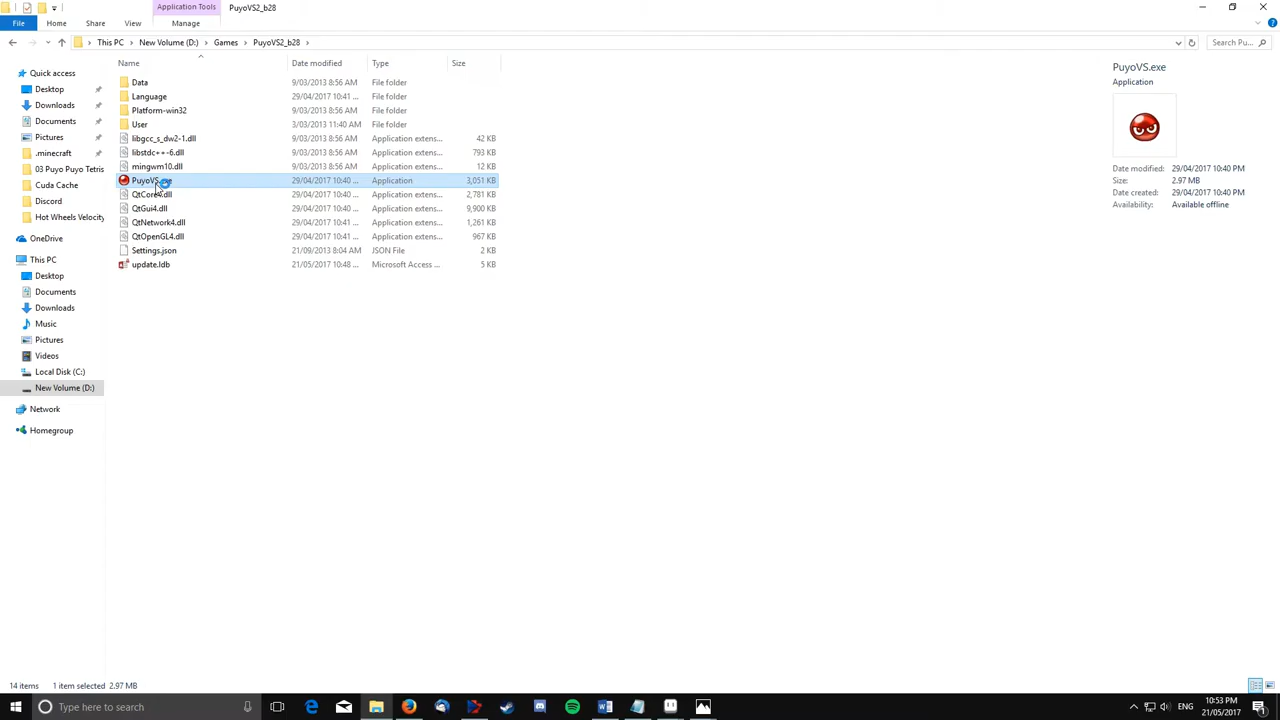 Application Tools PuyoVS2_b28
File Home Share View Manage
This PC New Volume (D:) Games PuyoVS2_b28 Search Pu...
Name Date modified Type Size
Quick access
Desktop
Downloads
Documents
Pictures
.minecraft
03 Puyo Puyo Tetris
Cuda Cache
Discord
Hot Wheels Velocity
OneDrive
This PC
Desktop
Documents
Downloads
Music
Pictures
Videos
Local Disk (C:)
New Volume (D:)
Network
Homegroup
Data 9/03/2013 8:56 AM File folder
Language 29/04/2017 10:41 ... File folder
Platform-win32 9/03/2013 8:56 AM File folder
User 3/03/2013 11:40 AM File folder
libgcc_s_dw2-1.dll 9/03/2013 8:56 AM Application extens... 42 KB
libstdc++-6.dll 9/03/2013 8:56 AM Application extens... 793 KB
mingwm10.dll 9/03/2013 8:56 AM Application extens... 12 KB
PuyoVS.exe 29/04/2017 10:40 ... Application 3,051 KB
QtCore4.dll 29/04/2017 10:40 ... Application extens... 2,781 KB
QtGui4.dll 29/04/2017 10:40 ... Application extens... 9,900 KB
QtNetwork4.dll 29/04/2017 10:41 ... Application extens... 1,261 KB
QtOpenGL4.dll 29/04/2017 10:41 ... Application extens... 967 KB
Settings.json 21/09/2013 8:04 AM JSON File 2 KB
update.ldb 21/05/2017 10:48 ... Microsoft Access ... 5 KB
PuyoVS.exe
Application
Date modified: 29/04/2017 10:40 PM
Size: 2.97 MB
Date created: 29/04/2017 10:40 PM
Availability: Available offline
14 items 1 item selected 2.97 MB
Type here to search
ENG 10:53 PM
21/05/2017